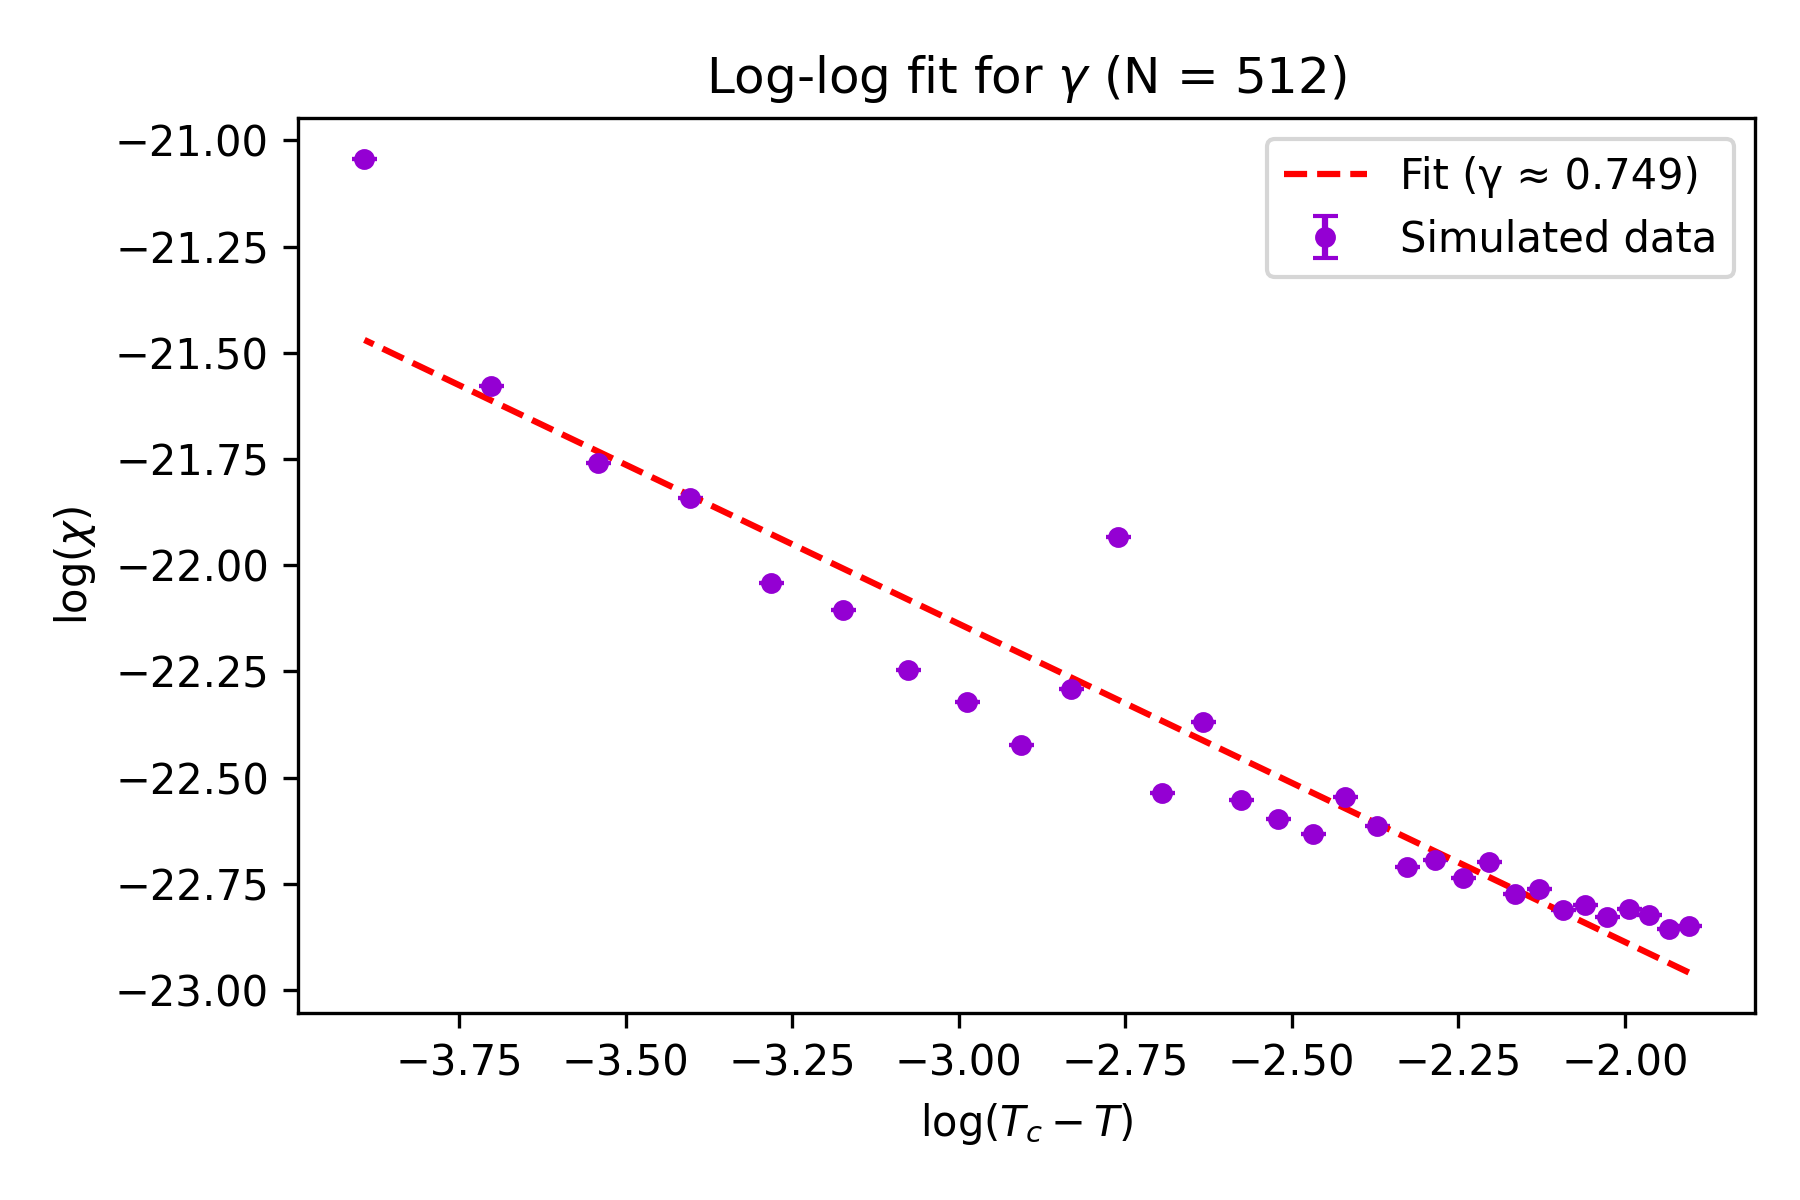 Log-log fit for γ (N = 512)
Fit (γ ≈ 0.749)
Simulated data
log(χ)
−21.00
−21.25
−21.50
−21.75
−22.00
−22.25
−22.50
−22.75
−23.00
−3.75 −3.50 −3.25 −3.00 −2.75 −2.50 −2.25 −2.00
log(T_c − T)